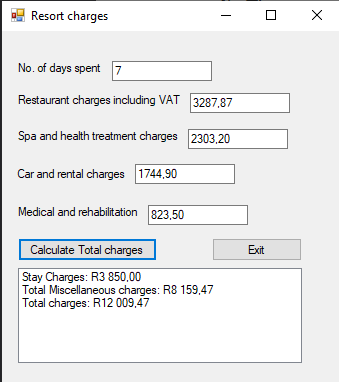 Resort charges
No. of days spent 7
Restaurant charges including VAT 3287,87
Spa and health treatment charges 2303,20
Car and rental charges 1744,90
Medical and rehabilitation 823,50
Calculate Total charges Exit
Stay Charges: R3 850,00
Total Miscellaneous charges: R8 159,47
Total charges: R12 009,47